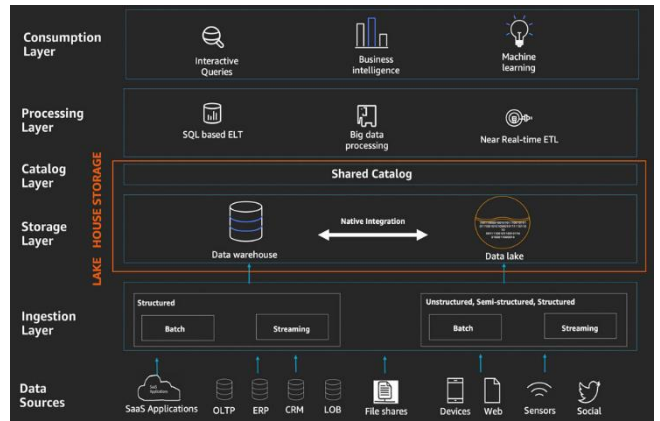 Consumption
Layer
Interactive
Queries
Business
intelligence
Machine
learning
Processing
Layer
SQL based ELT
Big data
processing
Near Real-time ETL
LAKE HOUSE STORAGE
Catalog
Layer
Shared Catalog
Storage
Layer
Data warehouse
Native Integration
Data lake
Ingestion
Layer
Structured
Batch
Streaming
Unstructured, Semi-structured, Structured
Batch
Streaming
Data
Sources
SaaS Applications
OLTP
ERP
CRM
LOB
File shares
Devices
Web
Sensors
Social